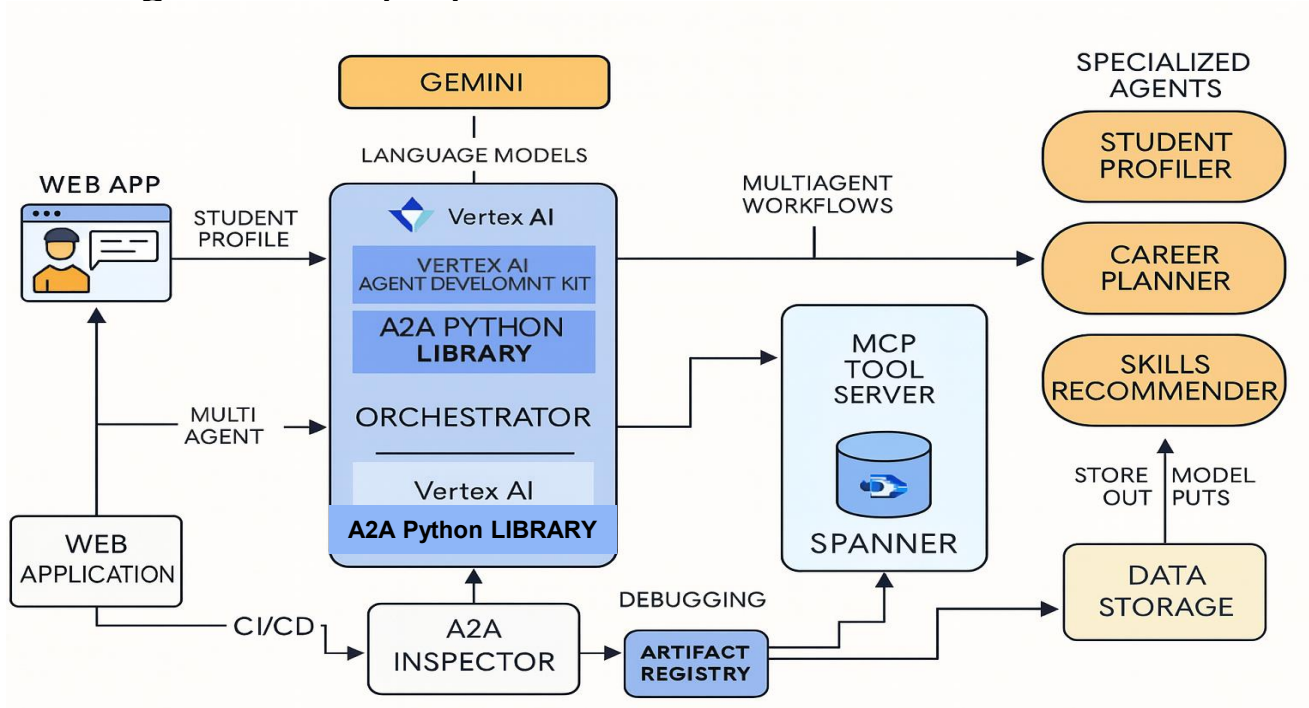 GEMINI
SPECIALIZED
AGENTS
STUDENT
PROFILER
LANGUAGE MODELS
WEB APP
STUDENT
PROFILE
Vertex AI
MULTIAGENT
WORKFLOWS
VERTEX AI
AGENT DEVELOMNT KIT
CAREER
PLANNER
A2A PYTHON
LIBRARY
MCP
TOOL
SERVER
SKILLS
RECOMMENDER
MULTI
AGENT
ORCHESTRATOR
Vertex AI
A2A Python LIBRARY
SPANNER
STORE MODEL
OUT PUTS
WEB
APPLICATION
DATA
STORAGE
CI/CD
A2A
INSPECTOR
DEBUGGING
ARTIFACT
REGISTRY